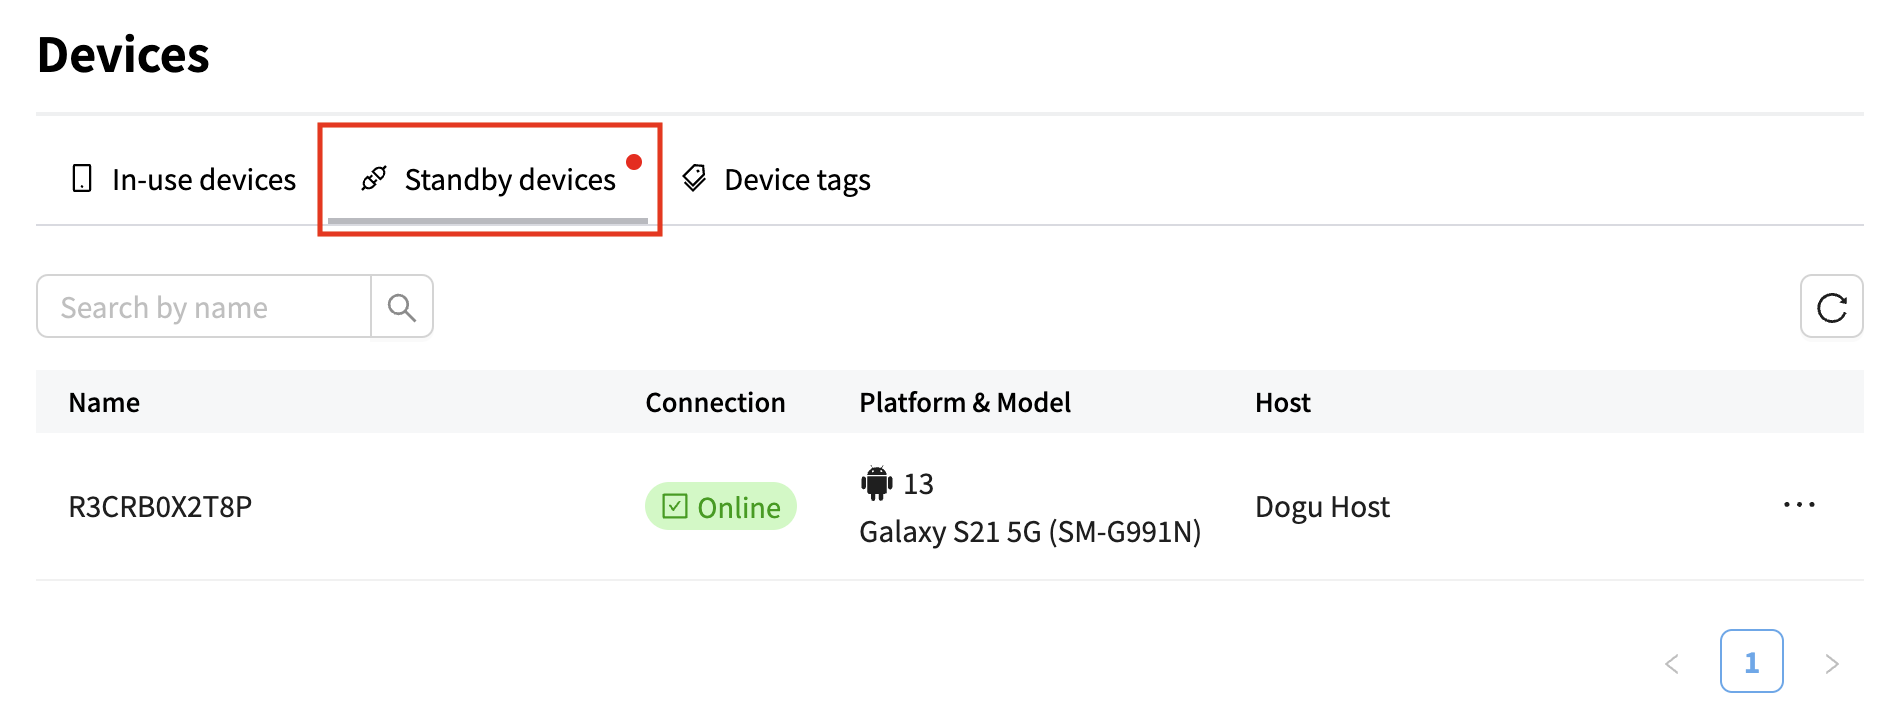 Devices
In-use devices Standby devices Device tags
Search by name
Name Connection Platform & Model Host
R3CRB0X2T8P Online 13 Galaxy S21 5G (SM-G991N) Dogu Host ...
< 1 >